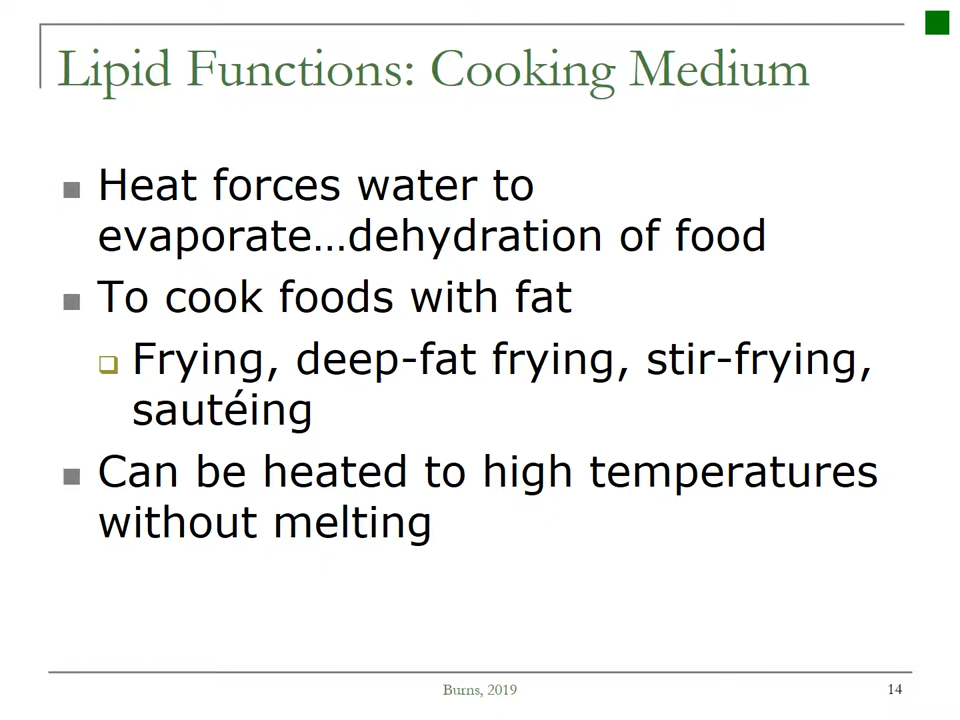 Lipid Functions: Cooking Medium
Heat forces water to
evaporate…dehydration of food
To cook foods with fat
Frying, deep-fat frying, stir-frying,
sautéing
Can be heated to high temperatures
without melting
Burns, 2019
14